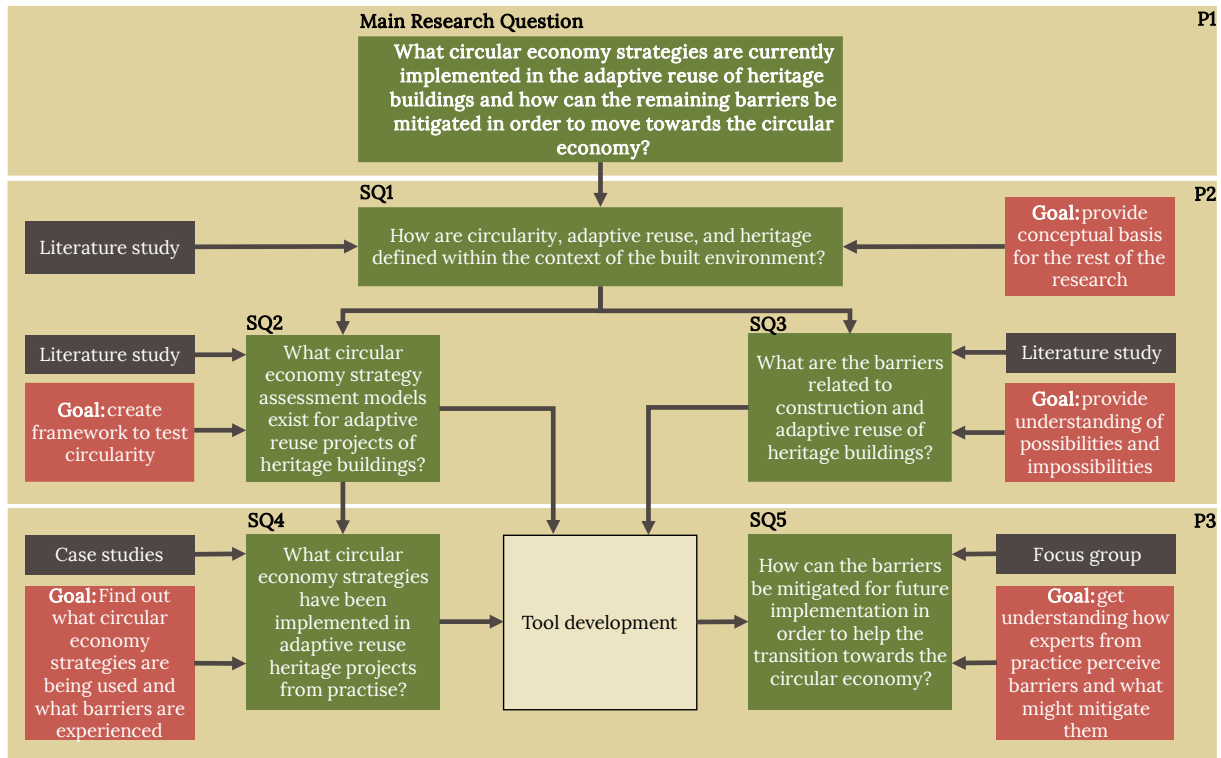 Main Research Question
P1
What circular economy strategies are currently
implemented in the adaptive reuse of heritage
buildings and how can the remaining barriers be
mitigated in order to move towards the circular
economy?
SQ1
P2
Literature study
How are circularity, adaptive reuse, and heritage
defined within the context of the built environment?
Goal: provide
conceptual basis
for the rest of the
research
SQ2
Literature study
Goal: create
framework to test
circularity
What circular
economy strategy
assessment models
exist for adaptive
reuse projects of
heritage buildings?
SQ3
What are the barriers
related to
construction and
adaptive reuse of
heritage buildings?
Literature study
Goal: provide
understanding of
possibilities and
impossibilities
SQ4
Case studies
Goal: Find out
what circular
economy
strategies are
being used and
what barriers are
experienced
What circular
economy strategies
have been
implemented in
adaptive reuse
heritage projects
from practise?
Tool development
SQ5
P3
How can the barriers
be mitigated for future
implementation in
order to help the
transition towards the
circular economy?
Focus group
Goal: get
understanding how
experts from
practice perceive
barriers and what
might mitigate
them